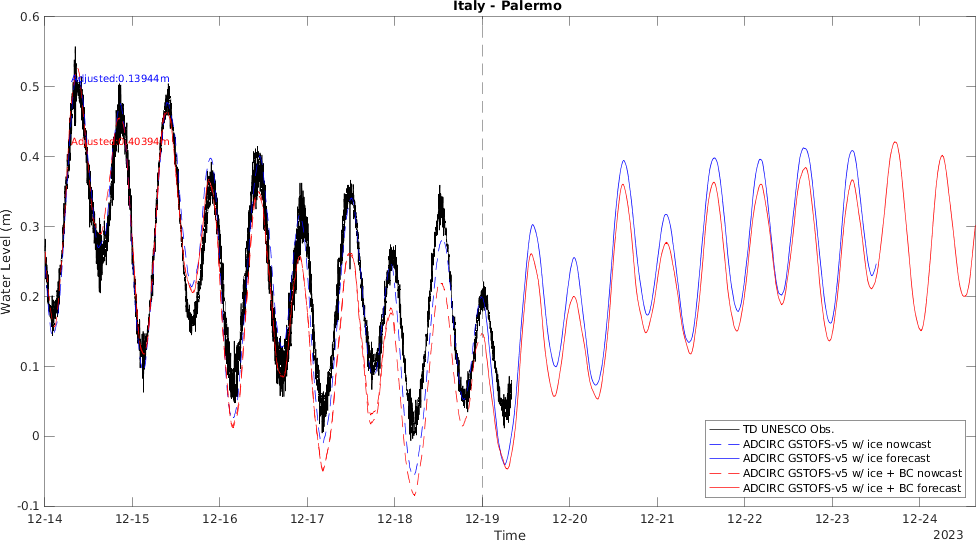 Italy - Palermo
0.6
0.5
0.4
0.3
0.2
0.1
0
-0.1
Water Level (m)
Adjusted:0.13944m
Adjusted:0.40394m
TD UNESCO Obs.
ADCIRC GSTOFS-v5 w/ ice nowcast
ADCIRC GSTOFS-v5 w/ ice forecast
ADCIRC GSTOFS-v5 w/ ice + BC nowcast
ADCIRC GSTOFS-v5 w/ ice + BC forecast
12-14 12-15 12-16 12-17 12-18 12-19 12-20 12-21 12-22 12-23 12-24
Time
2023